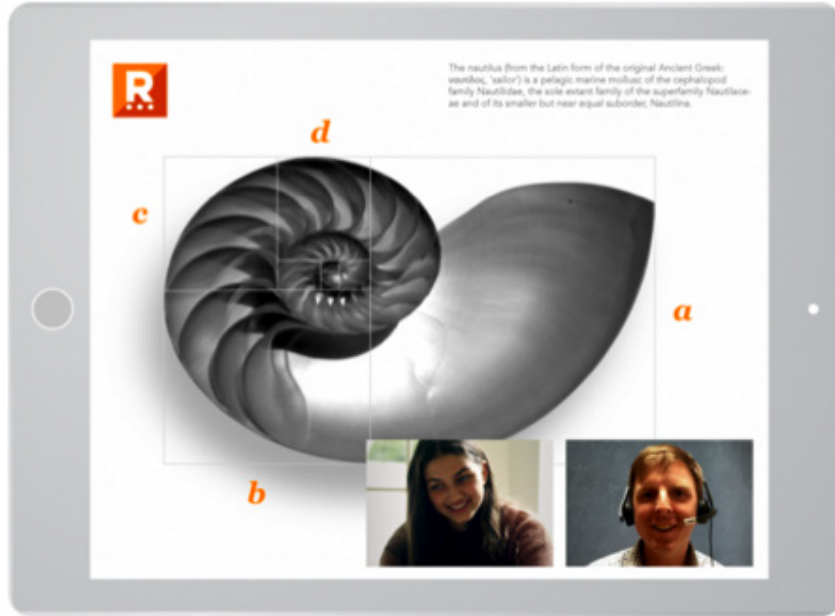 R
The nautilus (from the Latin form of the original Ancient Greek:
ναυτίλος, 'sailor') is a pelagic marine mollusc of the cephalopod
family Nautilidae, the sole extant family of the superfamily Nautilace-
ae and of its smaller but near equal suborder, Nautilina.
d
c
a
b